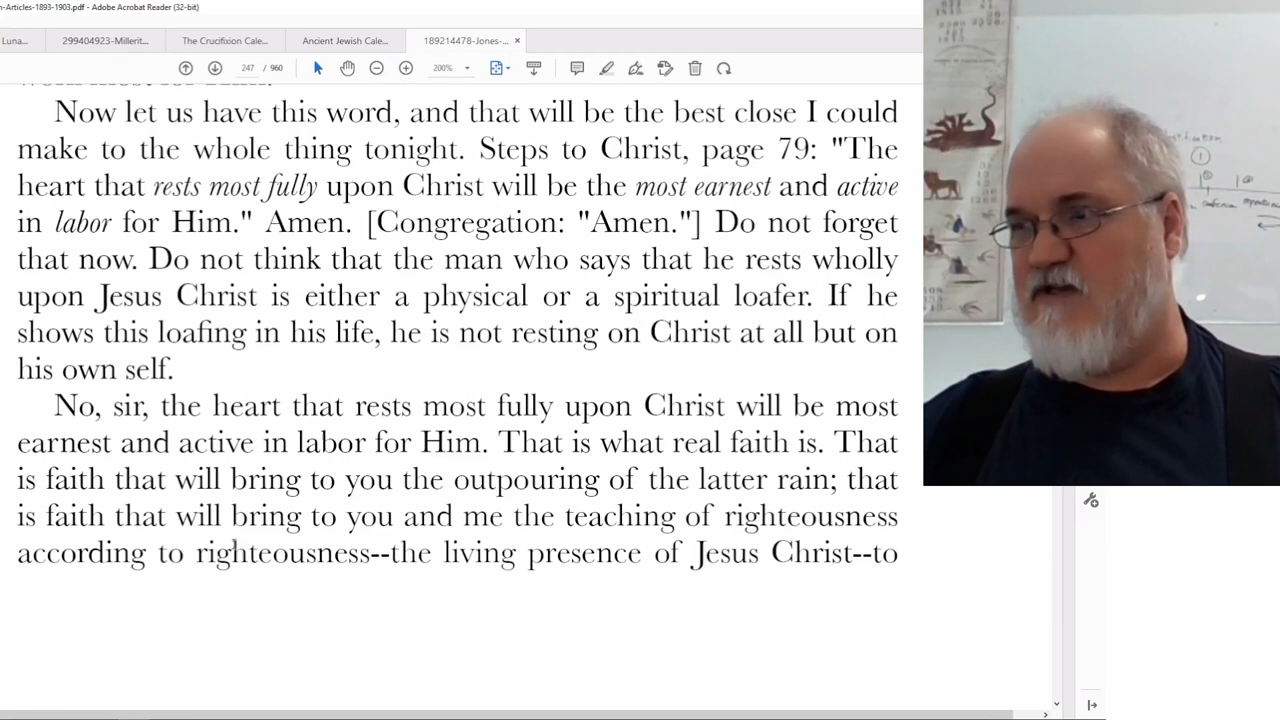 n-Articles-1893-1903.pdf - Adobe Acrobat Reader (32-bit)
Luna... 299404923-Millerit... The Crucifixion Cale... Ancient Jewish Cale... 189214478-Jones-... ×
247 / 960 200%
Now let us have this word, and that will be the best close I could
make to the whole thing tonight. Steps to Christ, page 79: "The
heart that rests most fully upon Christ will be the most earnest and active
in labor for Him." Amen. [Congregation: "Amen."] Do not forget
that now. Do not think that the man who says that he rests wholly
upon Jesus Christ is either a physical or a spiritual loafer. If he
shows this loafing in his life, he is not resting on Christ at all but on
his own self.
No, sir, the heart that rests most fully upon Christ will be most
earnest and active in labor for Him. That is what real faith is. That
is faith that will bring to you the outpouring of the latter rain; that
is faith that will bring to you and me the teaching of righteousness
according to righteousness--the living presence of Jesus Christ--to